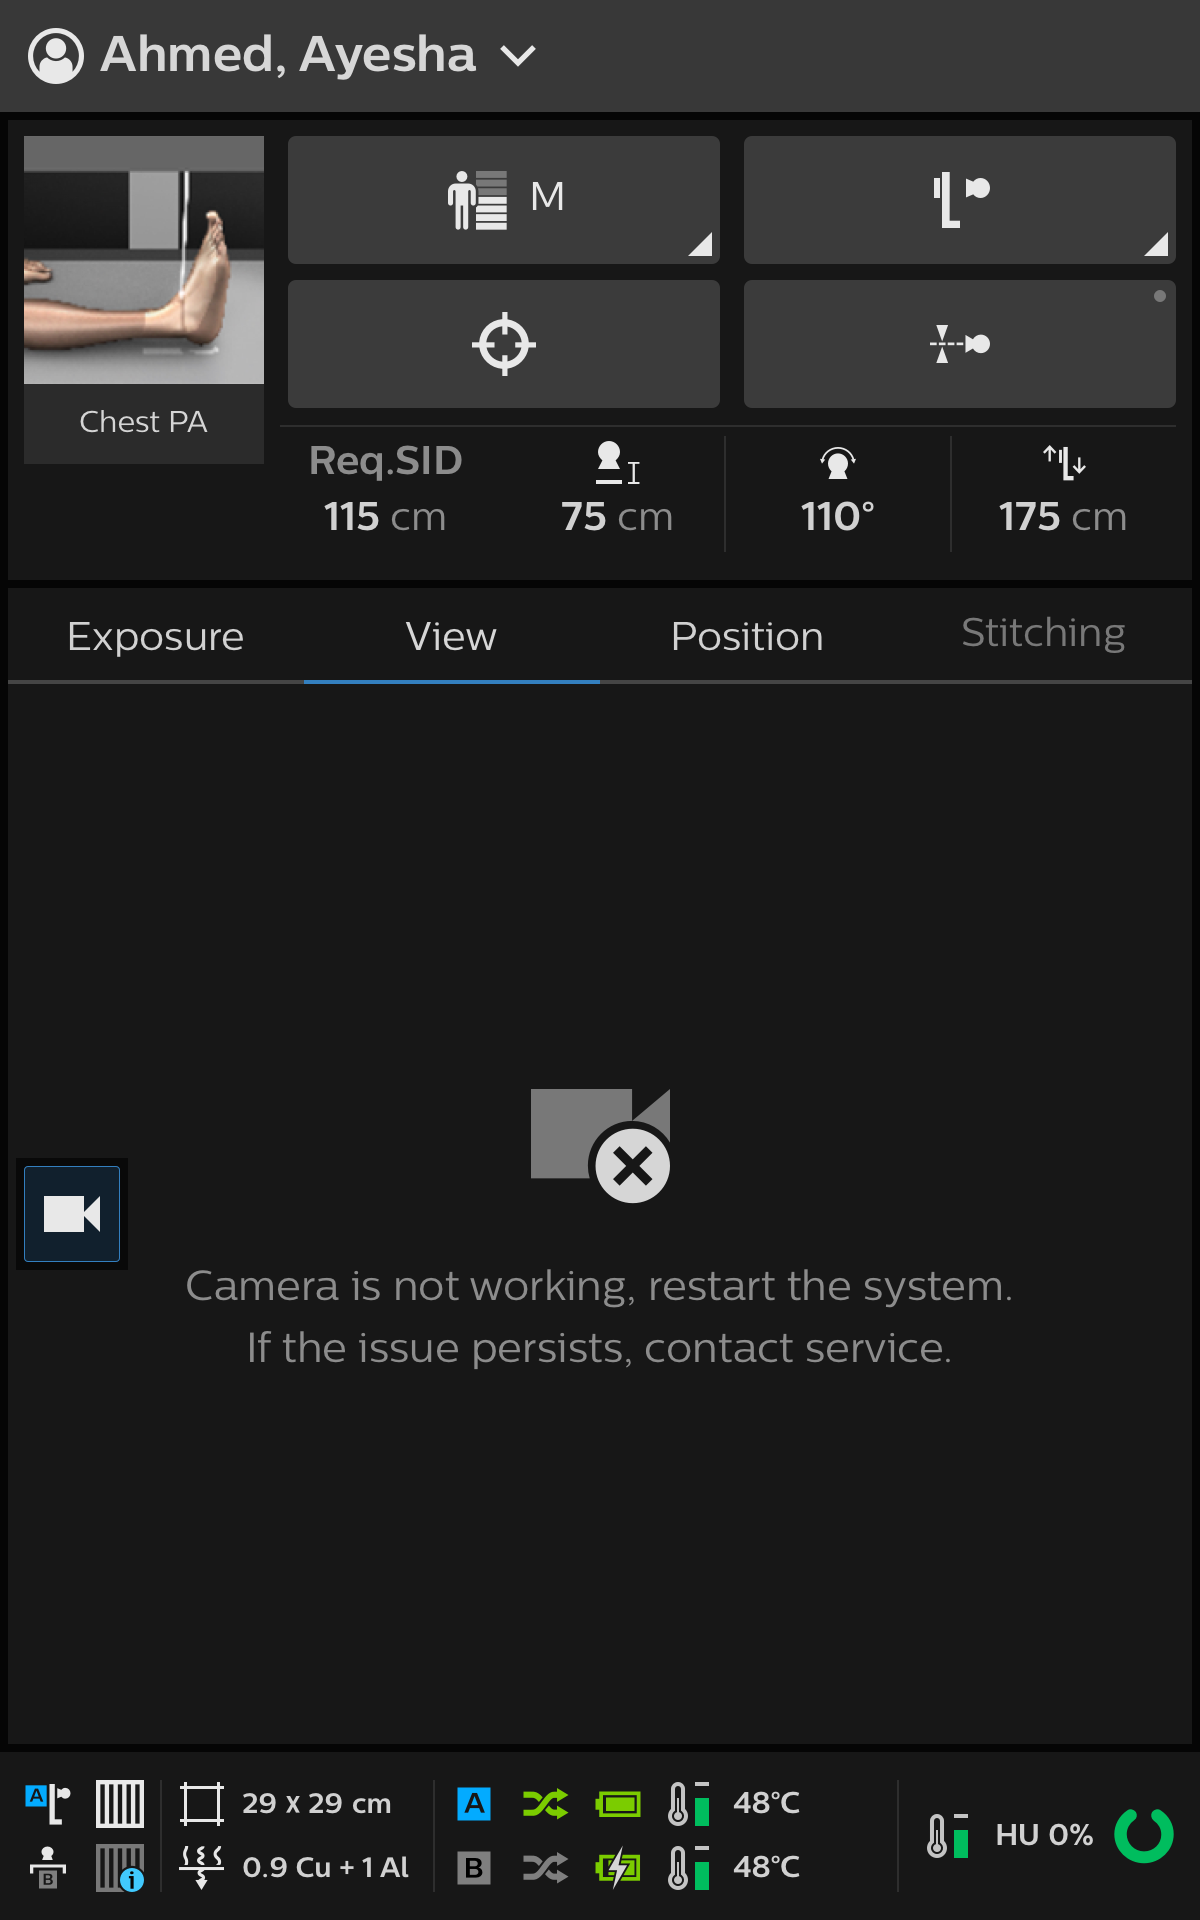 Ahmed, Ayesha
M
Chest PA
Req.SID
115 cm
75 cm
110°
175 cm
Exposure
View
Position
Stitching
Camera is not working, restart the system.
If the issue persists, contact service.
A
29 x 29 cm
A
48°C
B
0.9 Cu + 1 Al
B
48°C
HU 0%